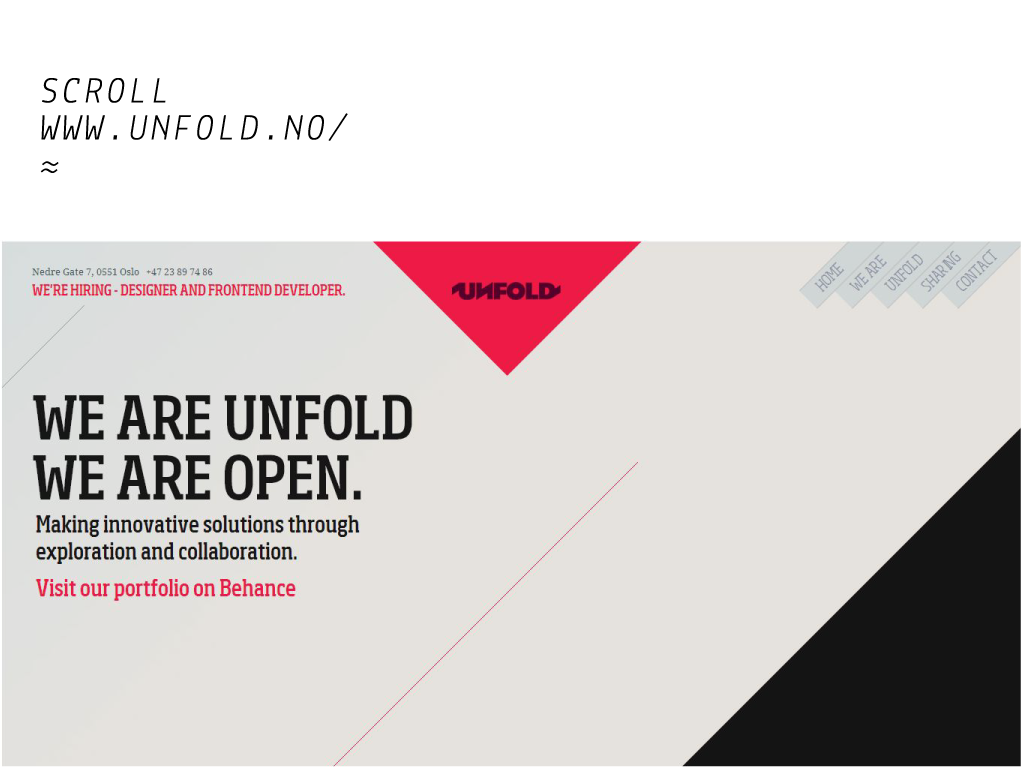 SCROLL
WWW.UNFOLD.NO/
≈
Nedre Gate 7, 0551 Oslo +47 23 89 74 86
WE'RE HIRING - DESIGNER AND FRONTEND DEVELOPER.
UNFOLD
HOME
WE ARE
UNFOLD
SHARING
CONTACT
WE ARE UNFOLD
WE ARE OPEN.
Making innovative solutions through
exploration and collaboration.
Visit our portfolio on Behance